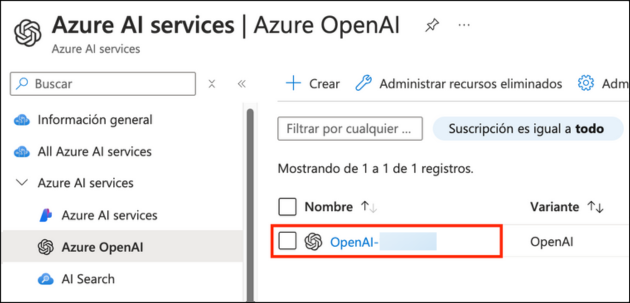 Azure AI services | Azure OpenAI
Azure AI services
Buscar
Información general
All Azure AI services
Azure AI services
Azure AI services
Azure OpenAI
AI Search
Crear
Administrar recursos eliminados
Adm
Filtrar por cualquier ...
Suscripción es igual a todo
Mostrando de 1 a 1 de 1 registros.
Nombre
Variante
OpenAI-
OpenAI